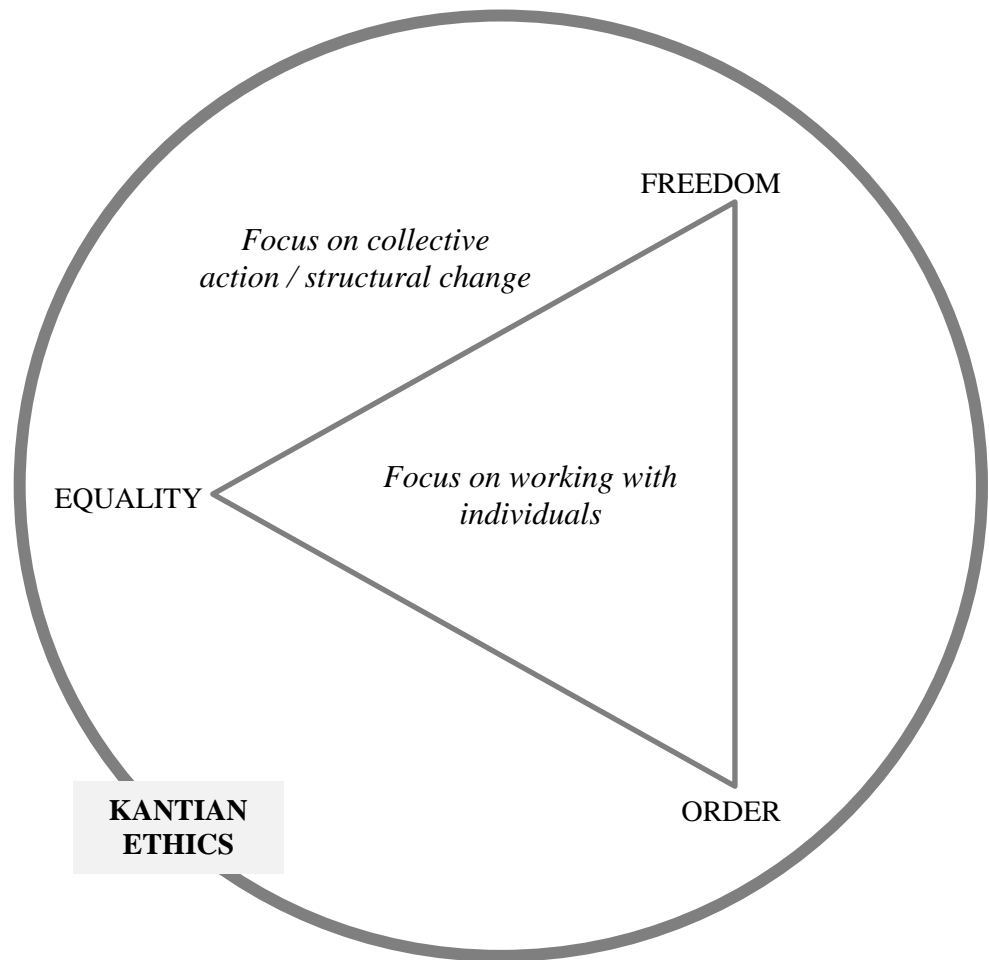 FREEDOM
Focus on collective
action / structural change
Focus on working with
individuals
EQUALITY
ORDER
KANTIAN
ETHICS